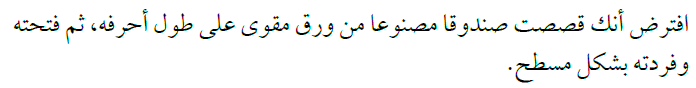 افترض أنك قصصت صندوقا مصنوعا من ورق مقوى على طول أحرفه، ثم فتحته
وفردته بشكل مسطح.